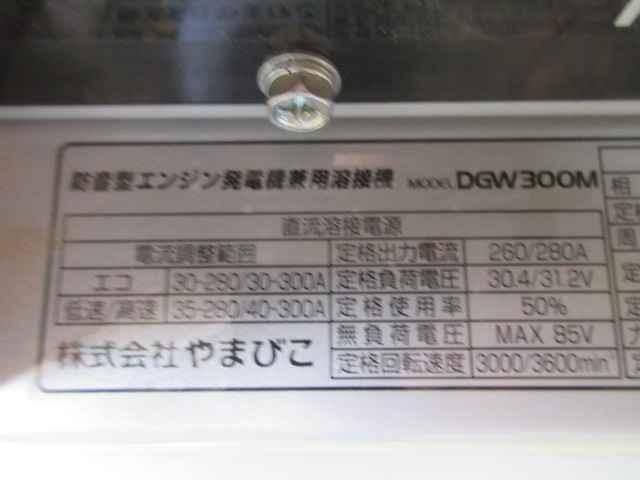 防音型エンジン発電機兼用溶接機 MODEL DGW300M
直流溶接電源
電流調整範囲 定格出力電流 260/280A
エコ 30-280/30-300A 定格負荷電圧 30.4/31.2V
低速/高速 35-280/40-300A 定格使用率 50%
無負荷電圧 MAX 85V
株式会社やまびこ
定格回転速度 3000/3600min
相
定格
周